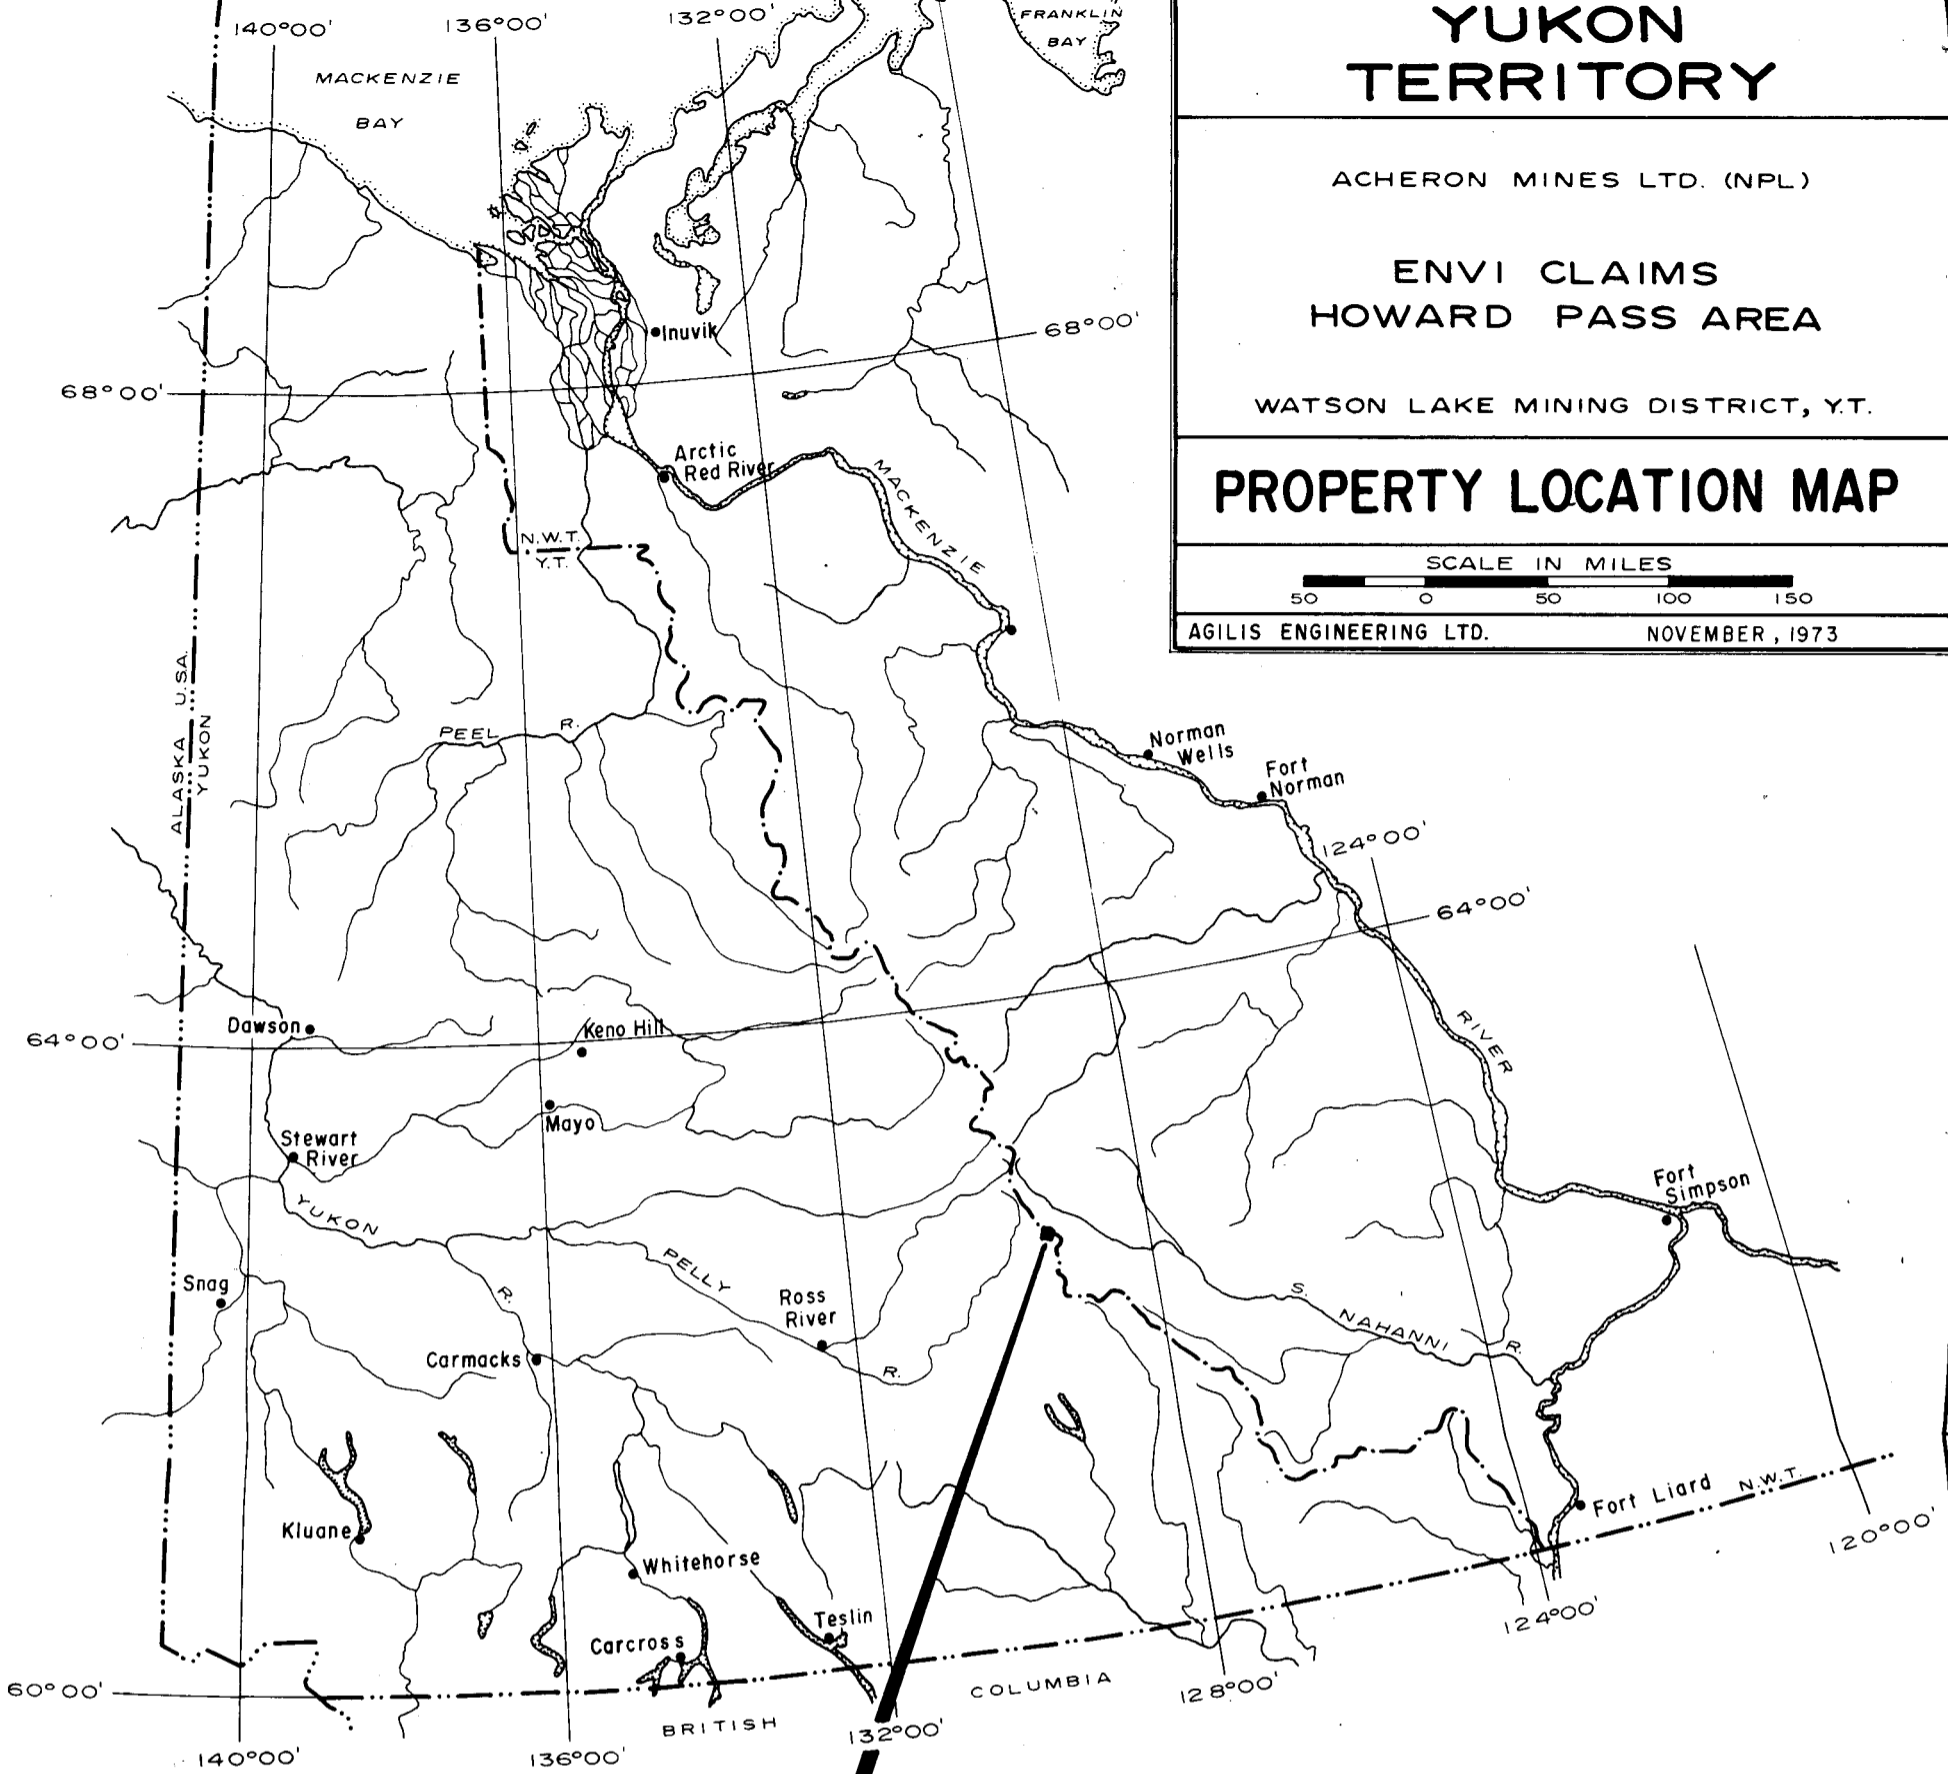 140°00'
136°00'
132°00'
FRANKLIN
BAY
MACKENZIE
BAY
YUKON
TERRITORY
ACHERON MINES LTD. (NPL)
ENVI CLAIMS
HOWARD PASS AREA
WATSON LAKE MINING DISTRICT, Y.T.
PROPERTY LOCATION MAP
SCALE IN MILES
50 0 50 100 150
AGILIS ENGINEERING LTD. NOVEMBER, 1973
Inuvik
68°00'
68°00'
Arctic
Red River
MACKENZIE
N.W.T.
Y.T.
ALASKA U.S.A.
YUKON
PEEL R.
Norman
Wells
Fort
Norman
124°00'
64°00'
Dawson
Keno Hill
64°00'
RIVER
Mayo
Stewart
River
YUKON
R.
Fort
Simpson
PELLY
R.
Snag
Ross
River
S. NAHANNI R.
Carmacks
Kluane
Whitehorse
Fort Liard
N.W.T.
120°00'
Teslin
Carcross
124°00'
60°00'
BRITISH
COLUMBIA
128°00'
132°00'
140°00'
136°00'